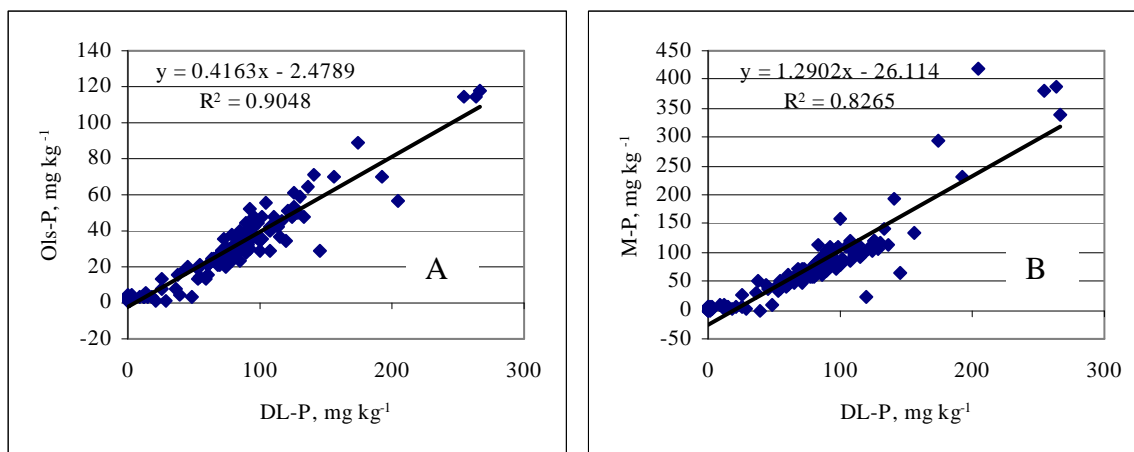 140
120
100
80
60
40
20
0
-20
Ols-P, mg kg⁻¹
y = 0.4163x - 2.4789
R² = 0.9048
A
0 100 200 300
DL-P, mg kg⁻¹
450
400
350
300
250
200
150
100
50
0
-50
M-P, mg kg⁻¹
y = 1.2902x - 26.114
R² = 0.8265
B
0 100 200 300
DL-P, mg kg⁻¹